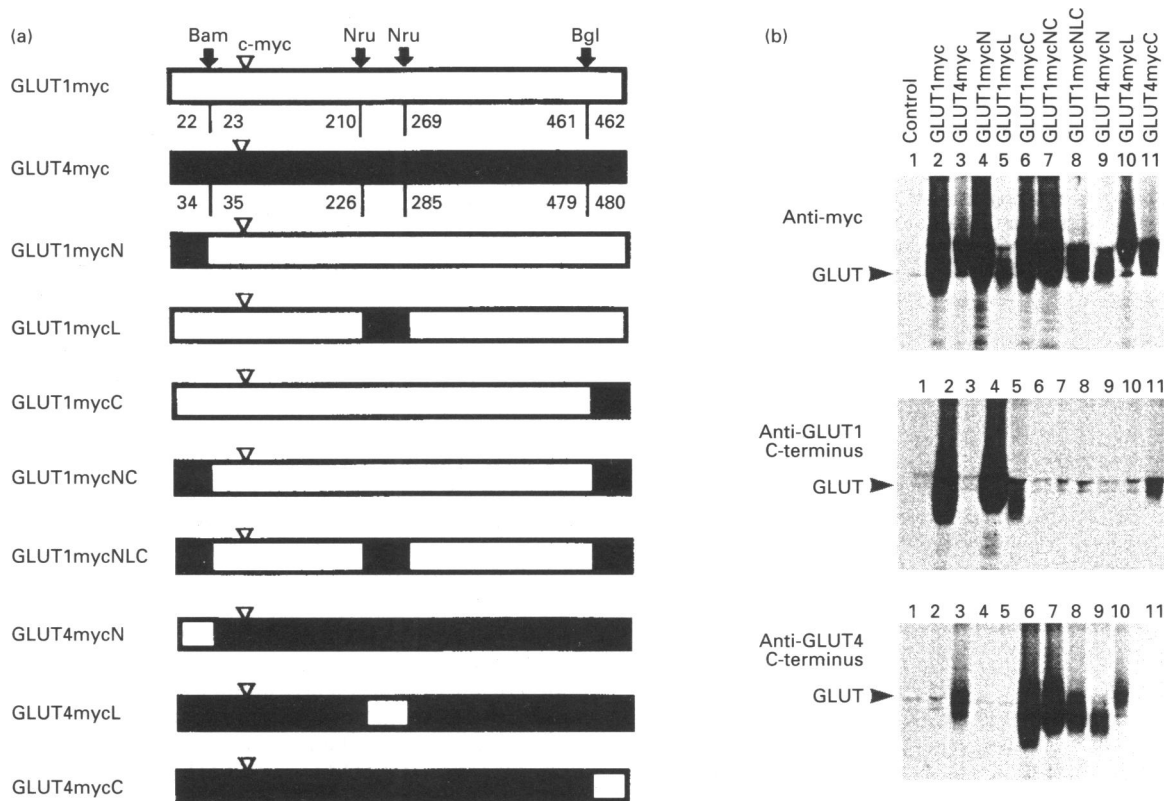 (a)
Bam c-myc Nru Nru Bgl
GLUT1myc
22 23 210 269 461 462
GLUT4myc
34 35 226 285 479 480
GLUT1mycN
GLUT1mycL
GLUT1mycC
GLUT1mycNC
GLUT1mycNLC
GLUT4mycN
GLUT4mycL
GLUT4mycC
(b)
Control
GLUT1myc
GLUT4myc
GLUT1mycN
GLUT1mycL
GLUT1mycC
GLUT1mycNC
GLUT1mycNLC
GLUT4mycN
GLUT4mycL
GLUT4mycC
1 2 3 4 5 6 7 8 9 10 11
Anti-myc
GLUT
1 2 3 4 5 6 7 8 9 10 11
Anti-GLUT1
C-terminus
GLUT
1 2 3 4 5 6 7 8 9 10 11
Anti-GLUT4
C-terminus
GLUT